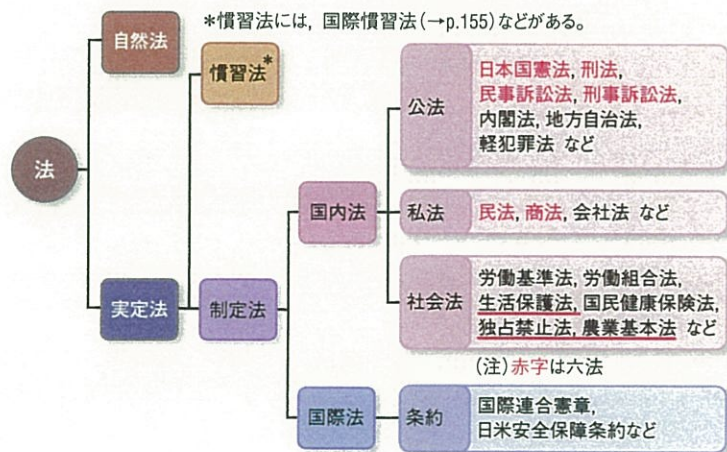 *慣習法には, 国際慣習法(→p.155)などがある。
法
自然法
実定法
慣習法*
制定法
国内法
公法
日本国憲法, 刑法,
民事訴訟法, 刑事訴訟法,
内閣法, 地方自治法,
軽犯罪法 など
私法
民法, 商法, 会社法 など
社会法
労働基準法, 労働組合法,
生活保護法, 国民健康保険法,
独占禁止法, 農業基本法 など
(注)赤字は六法
国際法
条約
国際連合憲章,
日米安全保障条約など